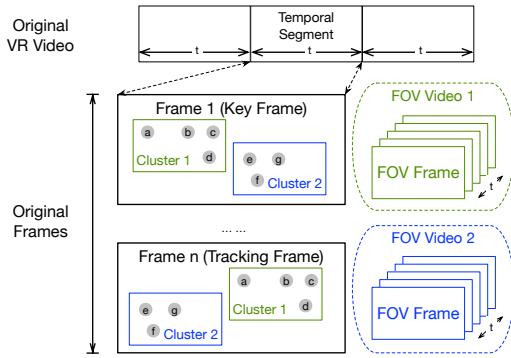 Original
VR Video
Temporal
Segment
t
t
t
Frame 1 (Key Frame)
a
b
c
d
Cluster 1
e
g
f
Cluster 2
FOV Video 1
FOV Frame
t
Original
Frames
... ...
Frame n (Tracking Frame)
a
b
c
d
Cluster 1
e
g
f
Cluster 2
FOV Video 2
FOV Frame
t